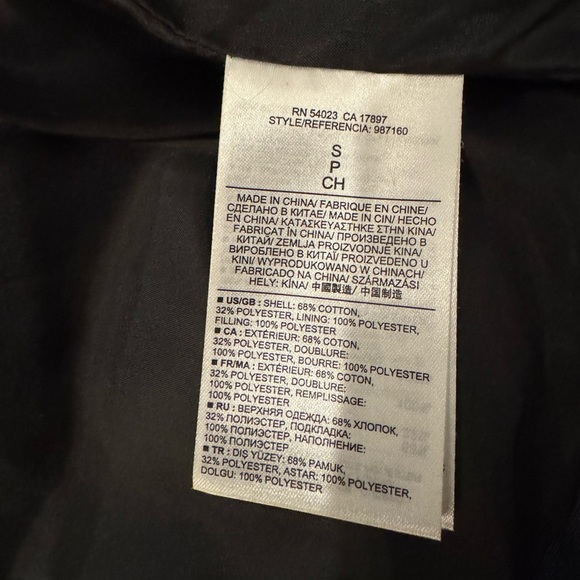 RN 54023 CA 17897
STYLE/REFERENCIA: 987160
S
P
CH
MADE IN CHINA/ FABRIQUE EN CHINE/
СДЕЛАНО В КИТАЕ/ MADE IN CIN/ HECHO
EN CHINA/ ΚΑΤΑΣΚΕΥΑΣΤΗΚΕ ΣΤΗΝ ΚΙΝΑ/
FABRICAT ÎN CHINA/ ПРОИЗВЕДЕНО В
КИТАЙ/ ZEMLJA PROIZVODNJE KINA/
ВИРОБЛЕНО В КИТАЇ/ PROIZVEDENO U
KINI/ WYPRODUKOWANO W CHINACH/
FABRICADO NA CHINA/ SZÁRMAZÁSI
HELY: KÍNA/ 中國製造/ 中国制造
■ US/GB : SHELL: 68% COTTON,
32% POLYESTER, LINING: 100% POLYESTER,
FILLING: 100% POLYESTER
■ CA : EXTÉRIEUR: 68% COTON,
32% POLYESTER, DOUBLURE:
100% POLYESTER, BOURRE: 100% POLYESTER
■ FR/MA : EXTÉRIEUR: 68% COTON,
32% POLYESTER, DOUBLURE:
100% POLYESTER, REMPLISSAGE:
100% POLYESTER
■ RU : ВЕРХНЯЯ ОДЕЖДА: 68% ХЛОПОК,
32% ПОЛИЭСТЕР, ПОДКЛАДКА:
100% ПОЛИЭСТЕР, НАПОЛНЕНИЕ:
100% ПОЛИЭСТЕР
■ TR : DIŞ YÜZEY: 68% PAMUK,
32% POLYESTER, ASTAR: 100% POLYESTER,
DOLGU: 100% POLYESTER